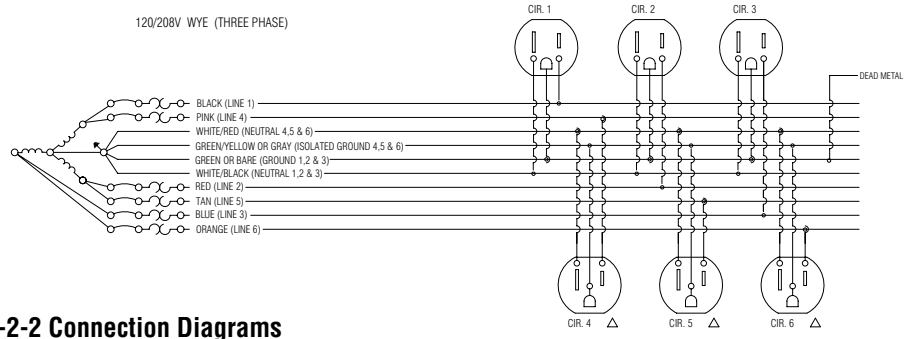 120/208V WYE (THREE PHASE)
CIR. 1
CIR. 2
CIR. 3
DEAD METAL
BLACK (LINE 1)
PINK (LINE 4)
WHITE/RED (NEUTRAL 4,5 & 6)
GREEN/YELLOW OR GRAY (ISOLATED GROUND 4,5 & 6)
GREEN OR BARE (GROUND 1,2 & 3)
WHITE/BLACK (NEUTRAL 1,2 & 3)
RED (LINE 2)
TAN (LINE 5)
BLUE (LINE 3)
ORANGE (LINE 6)
CIR. 4
CIR. 5
CIR. 6
-2-2 Connection Diagrams